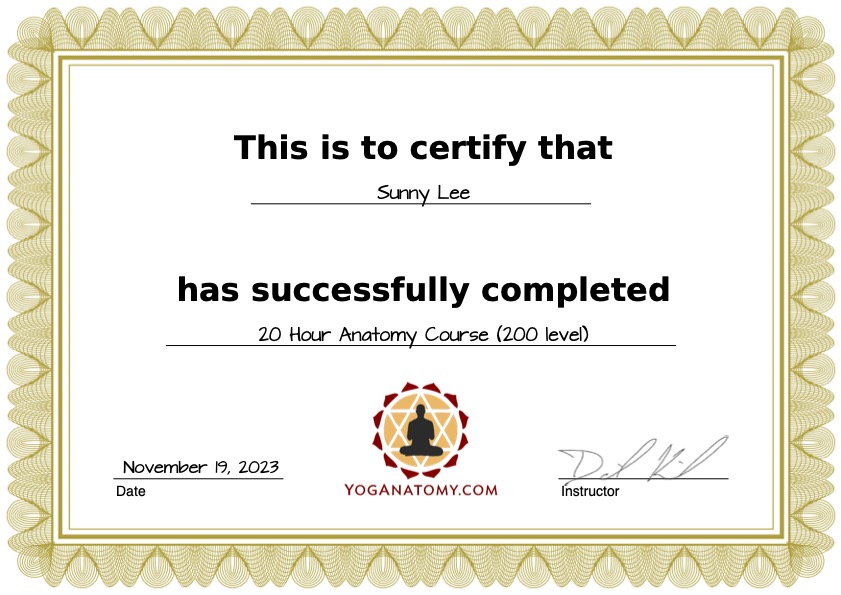 This is to certify that
Sunny Lee
has successfully completed
20 Hour Anatomy Course (200 level)
November 19, 2023
Date
YOGANATOMY.COM
Instructor